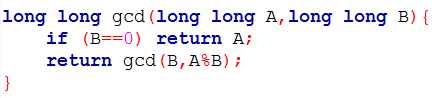 long long gcd(long long A,long long B){
    if (B==0) return A;
    return gcd(B,A%B);
}